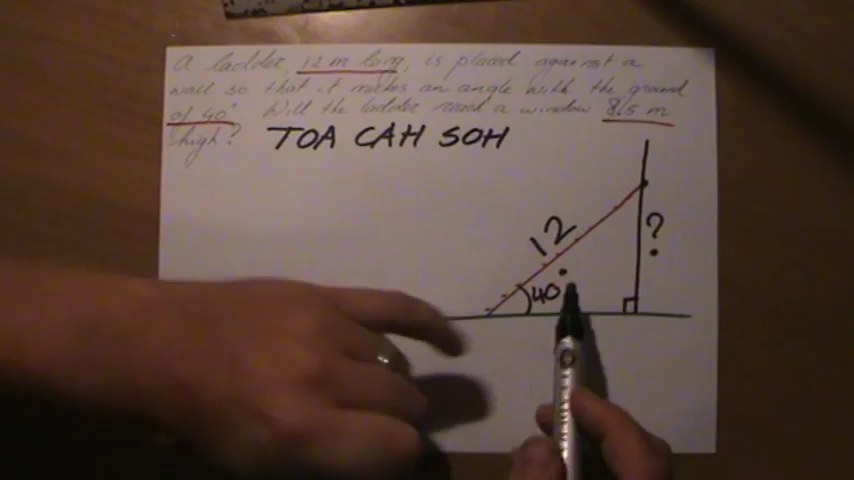 A ladder, 12 m long, is placed against a
wall so that it makes an angle with the ground
of 40° Will the ladder reach a window 8.5 m
high? TOA CAH SOH
12
?
40